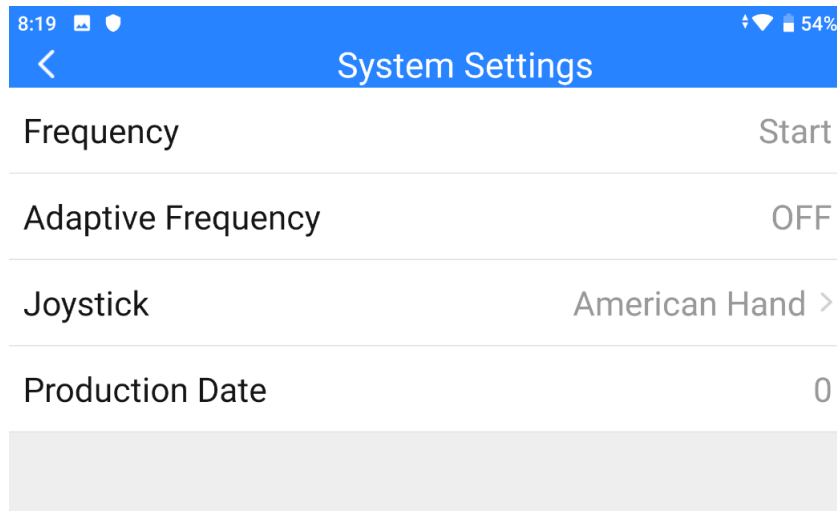 8:19 54%
System Settings
Frequency Start
Adaptive Frequency OFF
Joystick American Hand
Production Date 0